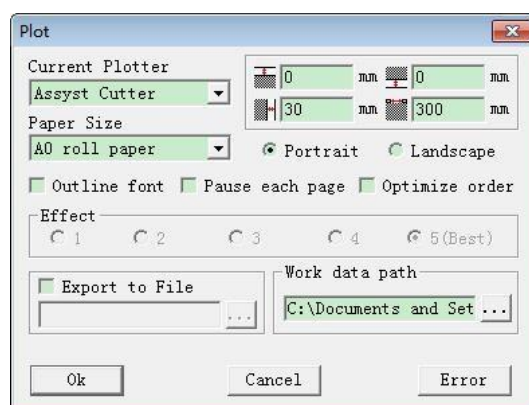 Plot
Current Plotter
Assyst Cutter
0 mm 0 mm
30 mm 300 mm
Paper Size
A0 roll paper
Portrait Landscape
Outline font Pause each page Optimize order
Effect
1 2 3 4 5(Best)
Export to File
...
Work data path
C:\Documents and Set ...
Ok Cancel Error